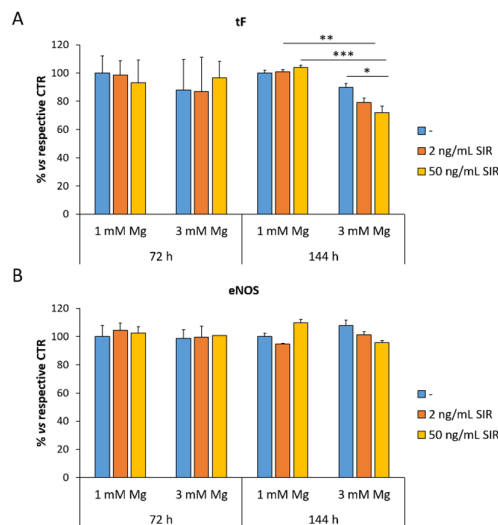 A
tF
** 
***
*
120
100
80
60
40
20
0
% vs respective CTR
1 mM Mg 3 mM Mg 1 mM Mg 3 mM Mg
72 h 144 h
-
2 ng/mL SIR
50 ng/mL SIR
B
eNOS
120
100
80
60
40
20
0
% vs respective CTR
1 mM Mg 3 mM Mg 1 mM Mg 3 mM Mg
72 h 144 h
-
2 ng/mL SIR
50 ng/mL SIR